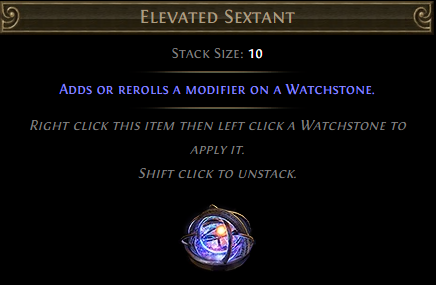 Elevated Sextant
Stack Size: 10
Adds or rerolls a modifier on a Watchstone.
Right click this item then left click a Watchstone to
apply it.
Shift click to unstack.